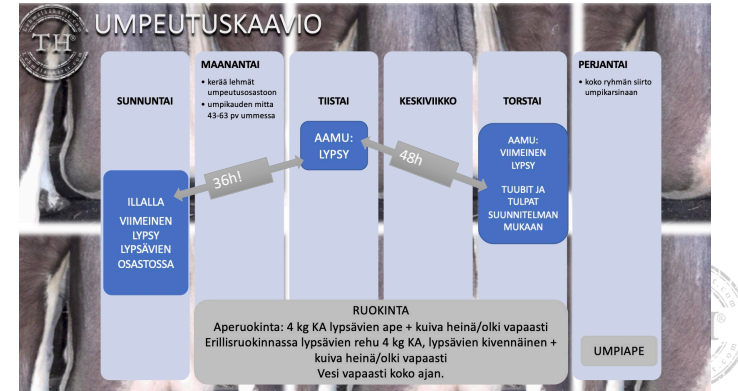 UMPEUTUSKAAVIO
TH
SUNNUNTAI
ILLALLA
VIIMEINEN
LYPSY
LYPSÄVIEN
OSASTOSSA
36h!
MAANANTAI
• kerää lehmät
umpeutusosastoon
• umpikauden mitta
43-63 pv ummessa
TIISTAI
AAMU:
LYPSY
48h
KESKIVIIKKO
TORSTAI
AAMU:
VIIMEINEN
LYPSY
TUUBIT JA
TULPAT
SUUNNITELMAN
MUKAAN
PERJANTAI
• koko ryhmän siirto
umpikarsinaan
UMPIAPE
RUOKINTA
Aperuokinta: 4 kg KA lypsävien ape + kuiva heinä/olki vapaasti
Erillisruokinnassa lypsävien rehu 4 kg KA, lypsävien kivennäinen +
kuiva heinä/olki vapaasti
Vesi vapaasti koko ajan.